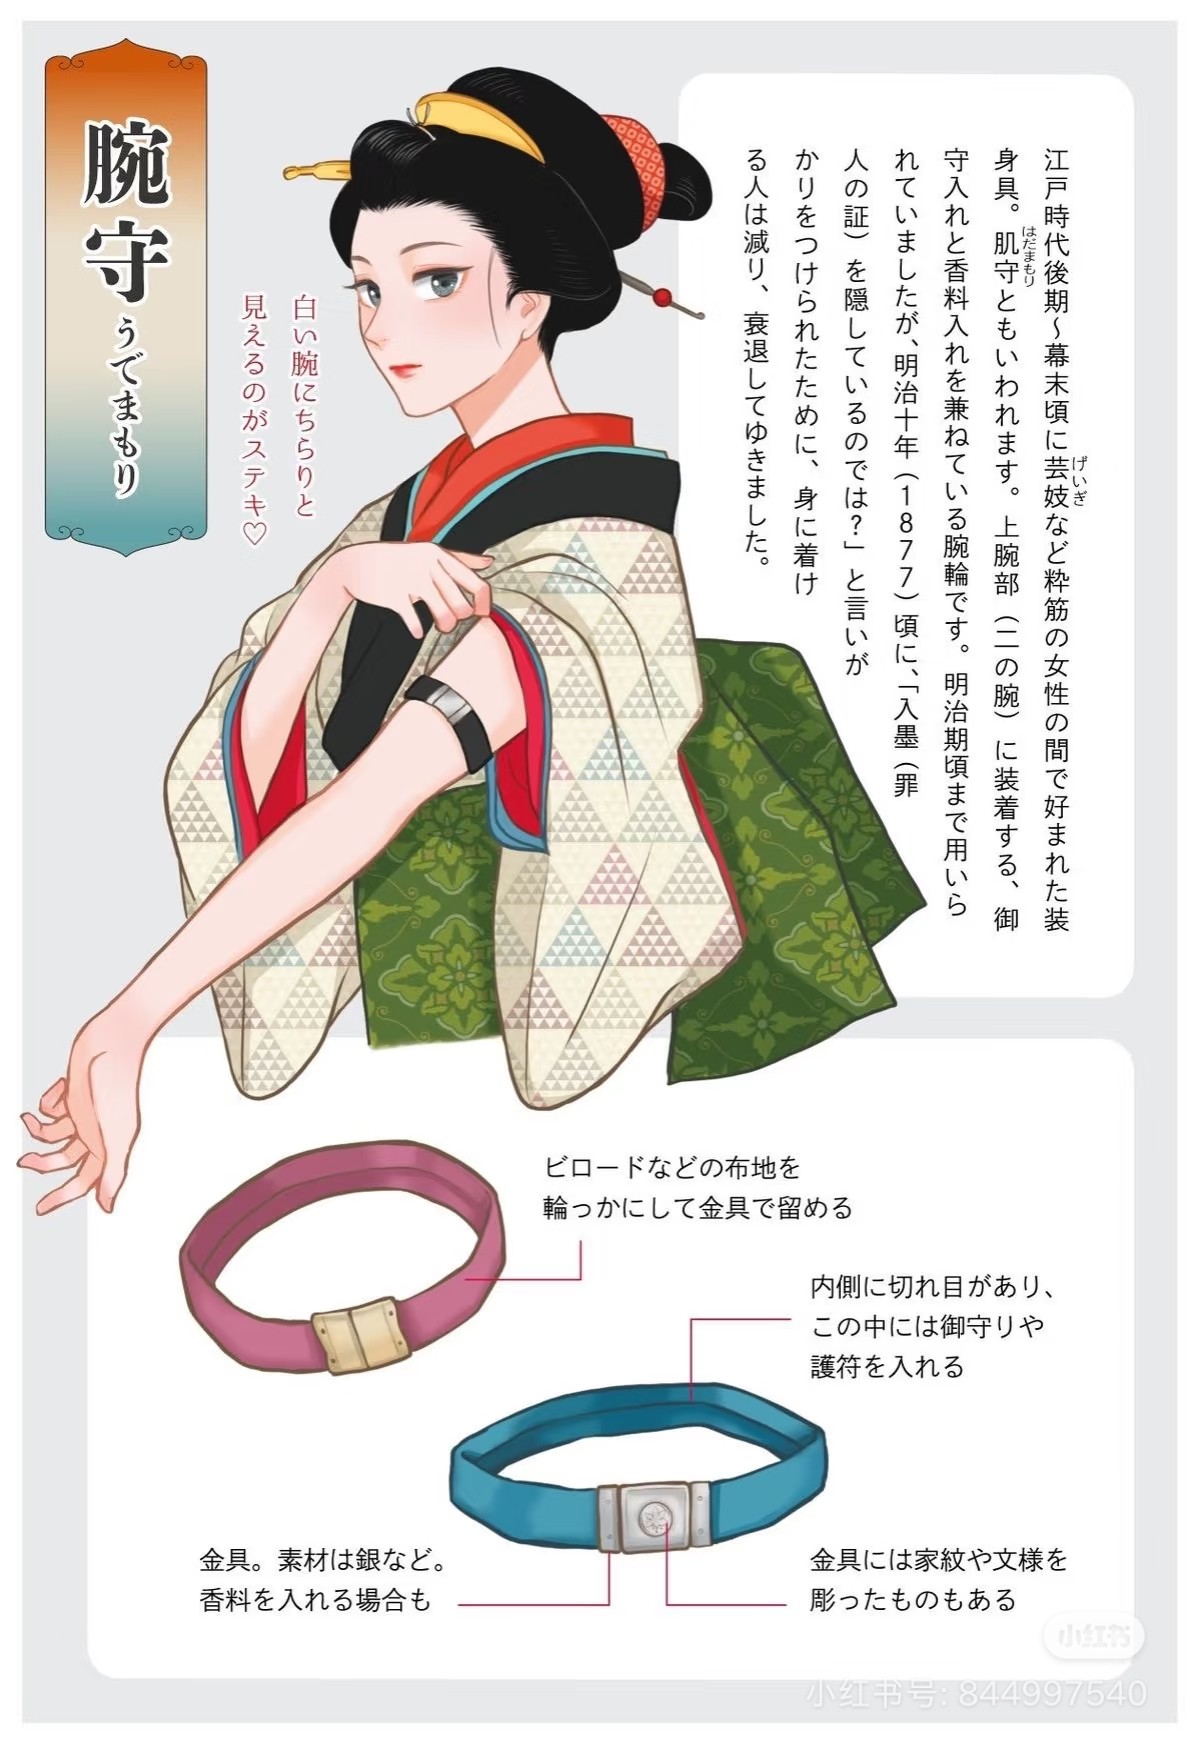 腕守 うでまもり
白い腕にちらりと
見えるのがステキ♡
江戸時代後期～幕末頃に芸妓など粋筋の女性の間で好まれた装
げいぎ
身具。肌守ともいわれます。上腕部（二の腕）に装着する、御
はだまもり
守入れと香料入れを兼ねている腕輪です。明治期頃まで用いら
れていましたが、明治十年（1877）頃に、「入墨（罪
人の証）を隠しているのでは？」と言いが
かりをつけられたために、身に着け
る人は減り、衰退してゆきました。
ビロードなどの布地を
輪っかにして金具で留める
内側に切れ目があり、
この中には御守りや
護符を入れる
金具。素材は銀など。
香料を入れる場合も
金具には家紋や文様を
彫ったものもある
小红书
小红书号: 844997540